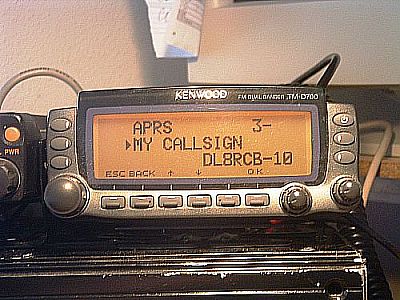 KENWOOD FM DUAL BANDER TM-D700
APRS 3-
▸MY CALLSIGN
DL8RCB-10
ESC BACK ↑ ↓ OK
PWR